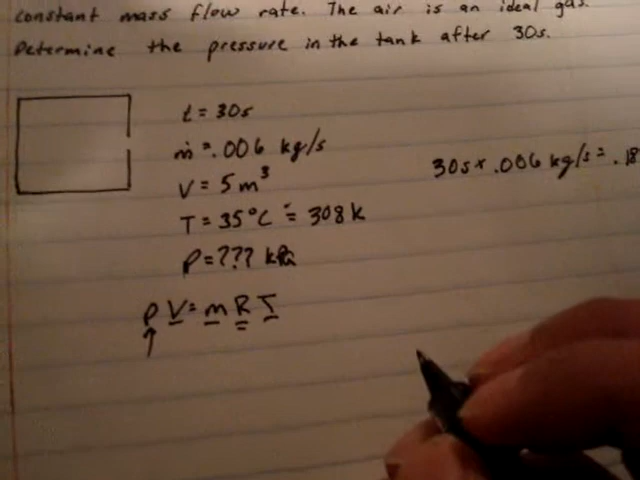 constant mass flow rate. The air is an ideal gas.
Determine the pressure in the tank after 30s.
t = 30s
ṁ = .006 kg/s
30s * .006 kg/s = .18
V = 5 m³
T = 35°C = 308 k
P = ??? kPa
PV = mRT